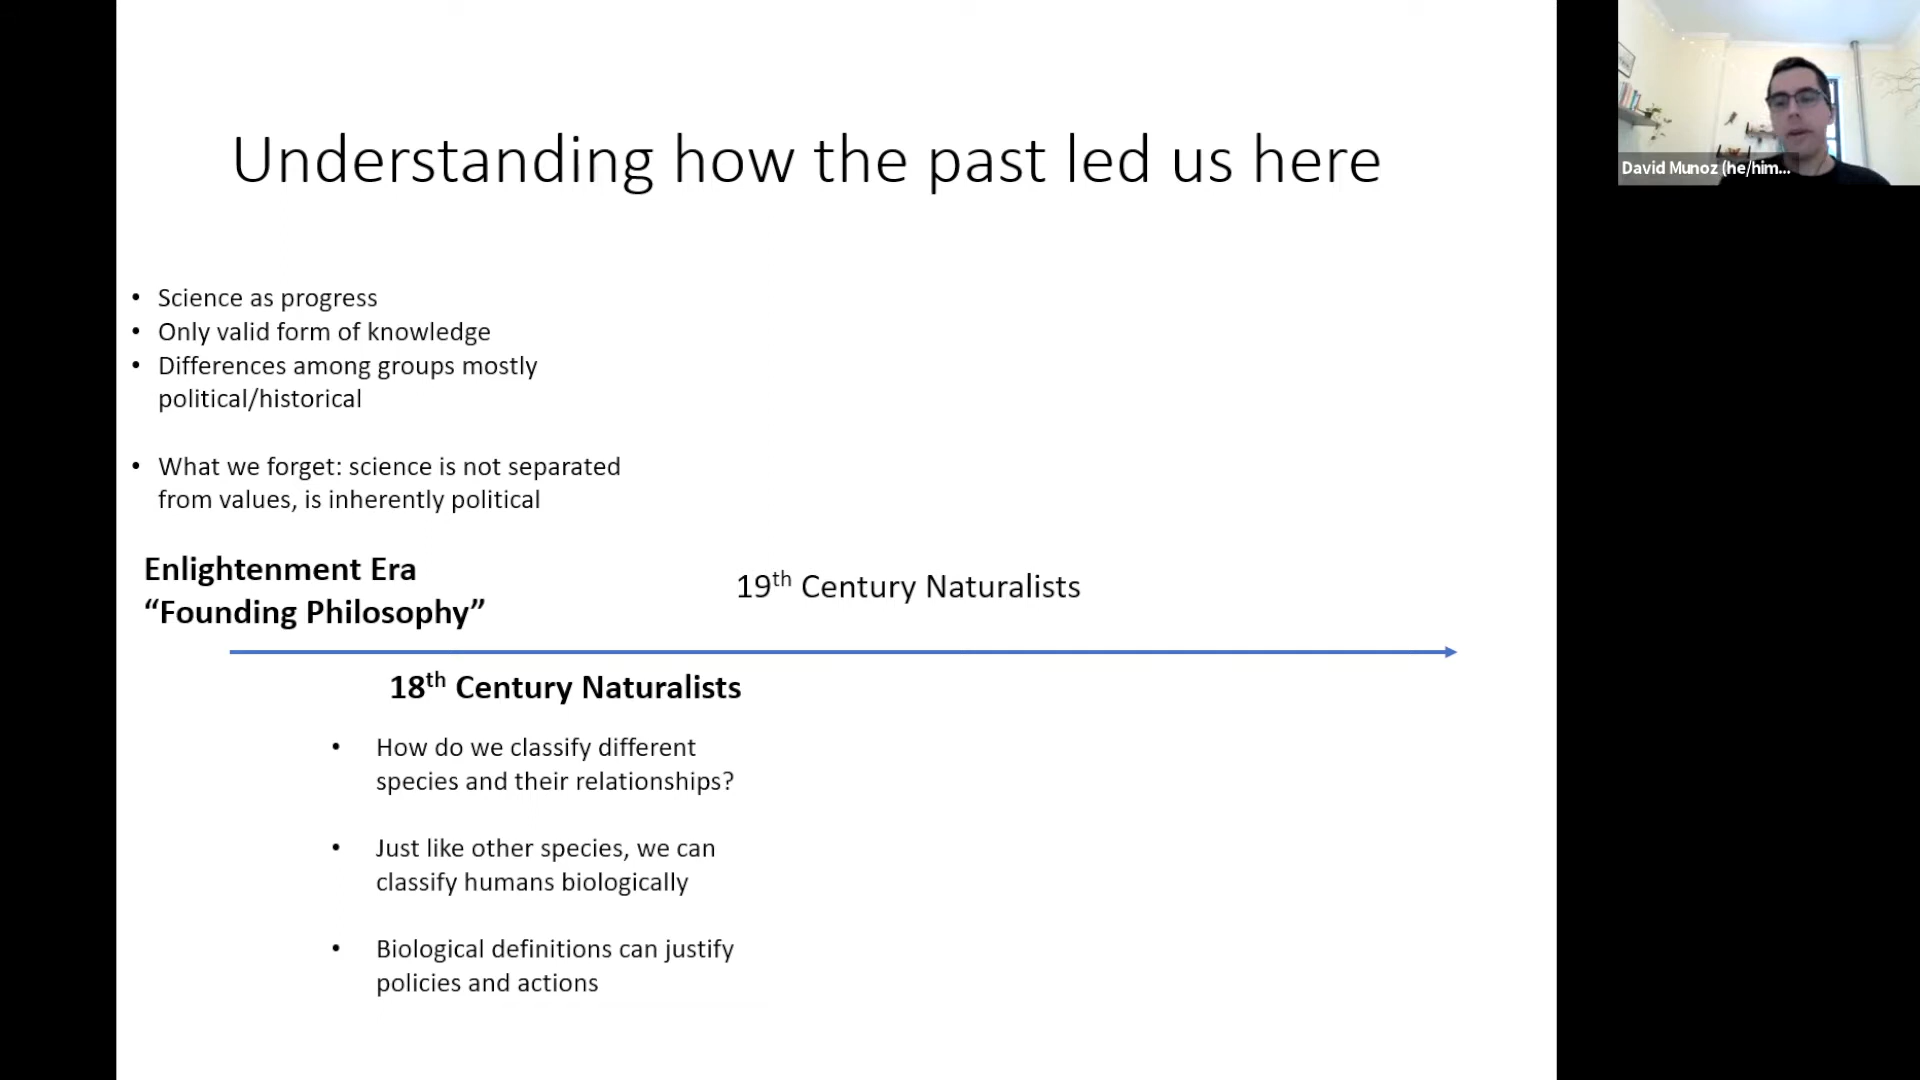 Understanding how the past led us here
David Munoz (he/him...
• Science as progress
• Only valid form of knowledge
• Differences among groups mostly
political/historical
• What we forget: science is not separated
from values, is inherently political
Enlightenment Era
“Founding Philosophy”
19th Century Naturalists
18th Century Naturalists
• How do we classify different
species and their relationships?
• Just like other species, we can
classify humans biologically
• Biological definitions can justify
policies and actions